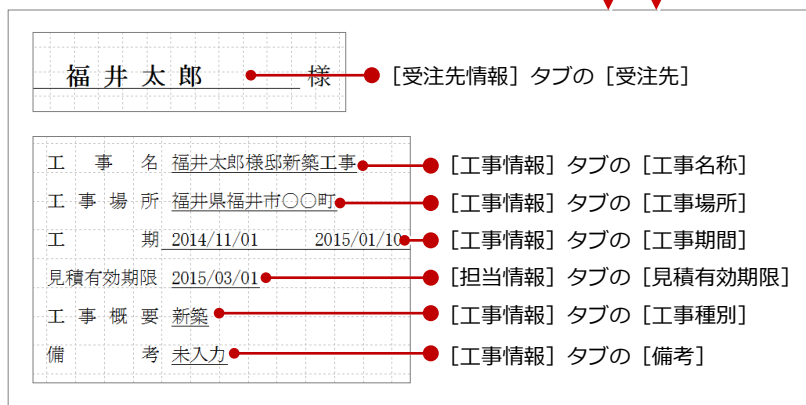 福井太郎 様 [受注先情報] タブの [受注先]
工事名 福井太郎様邸新築工事 [工事情報] タブの [工事名称]
工事場所 福井県福井市〇〇町 [工事情報] タブの [工事場所]
工期 2014/11/01 2015/01/10 [工事情報] タブの [工事期間]
見積有効期限 2015/03/01 [担当情報] タブの [見積有効期限]
工事概要 新築 [工事情報] タブの [工事種別]
備考 未入力 [工事情報] タブの [備考]